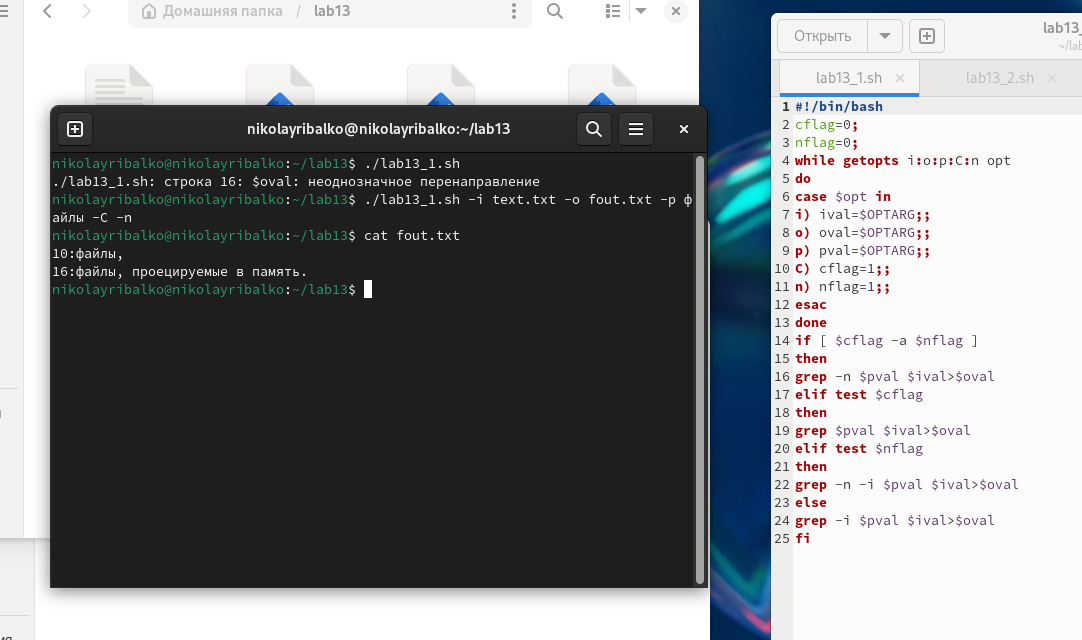 Домашняя папка / lab13
nikolayribalko@nikolayribalko:~/lab13
nikolayribalko@nikolayribalko:~/lab13$ ./lab13_1.sh
./lab13_1.sh: строка 16: $oval: неоднозначное перенаправление
nikolayribalko@nikolayribalko:~/lab13$ ./lab13_1.sh -i text.txt -o fout.txt -p ф
айлы -C -n
nikolayribalko@nikolayribalko:~/lab13$ cat fout.txt
10:файлы,
16:файлы, проецируемые в память.
nikolayribalko@nikolayribalko:~/lab13$
Открыть
lab13_
~/lab
lab13_1.sh
lab13_2.sh
1 #!/bin/bash
2 cflag=0;
3 nflag=0;
4 while getopts i:o:p:C:n opt
5 do
6 case $opt in
7 i) ival=$OPTARG;;
8 o) oval=$OPTARG;;
9 p) pval=$OPTARG;;
10 C) cflag=1;;
11 n) nflag=1;;
12 esac
13 done
14 if [ $cflag -a $nflag ]
15 then
16 grep -n $pval $ival>$oval
17 elif test $cflag
18 then
19 grep $pval $ival>$oval
20 elif test $nflag
21 then
22 grep -n -i $pval $ival>$oval
23 else
24 grep -i $pval $ival>$oval
25 fi